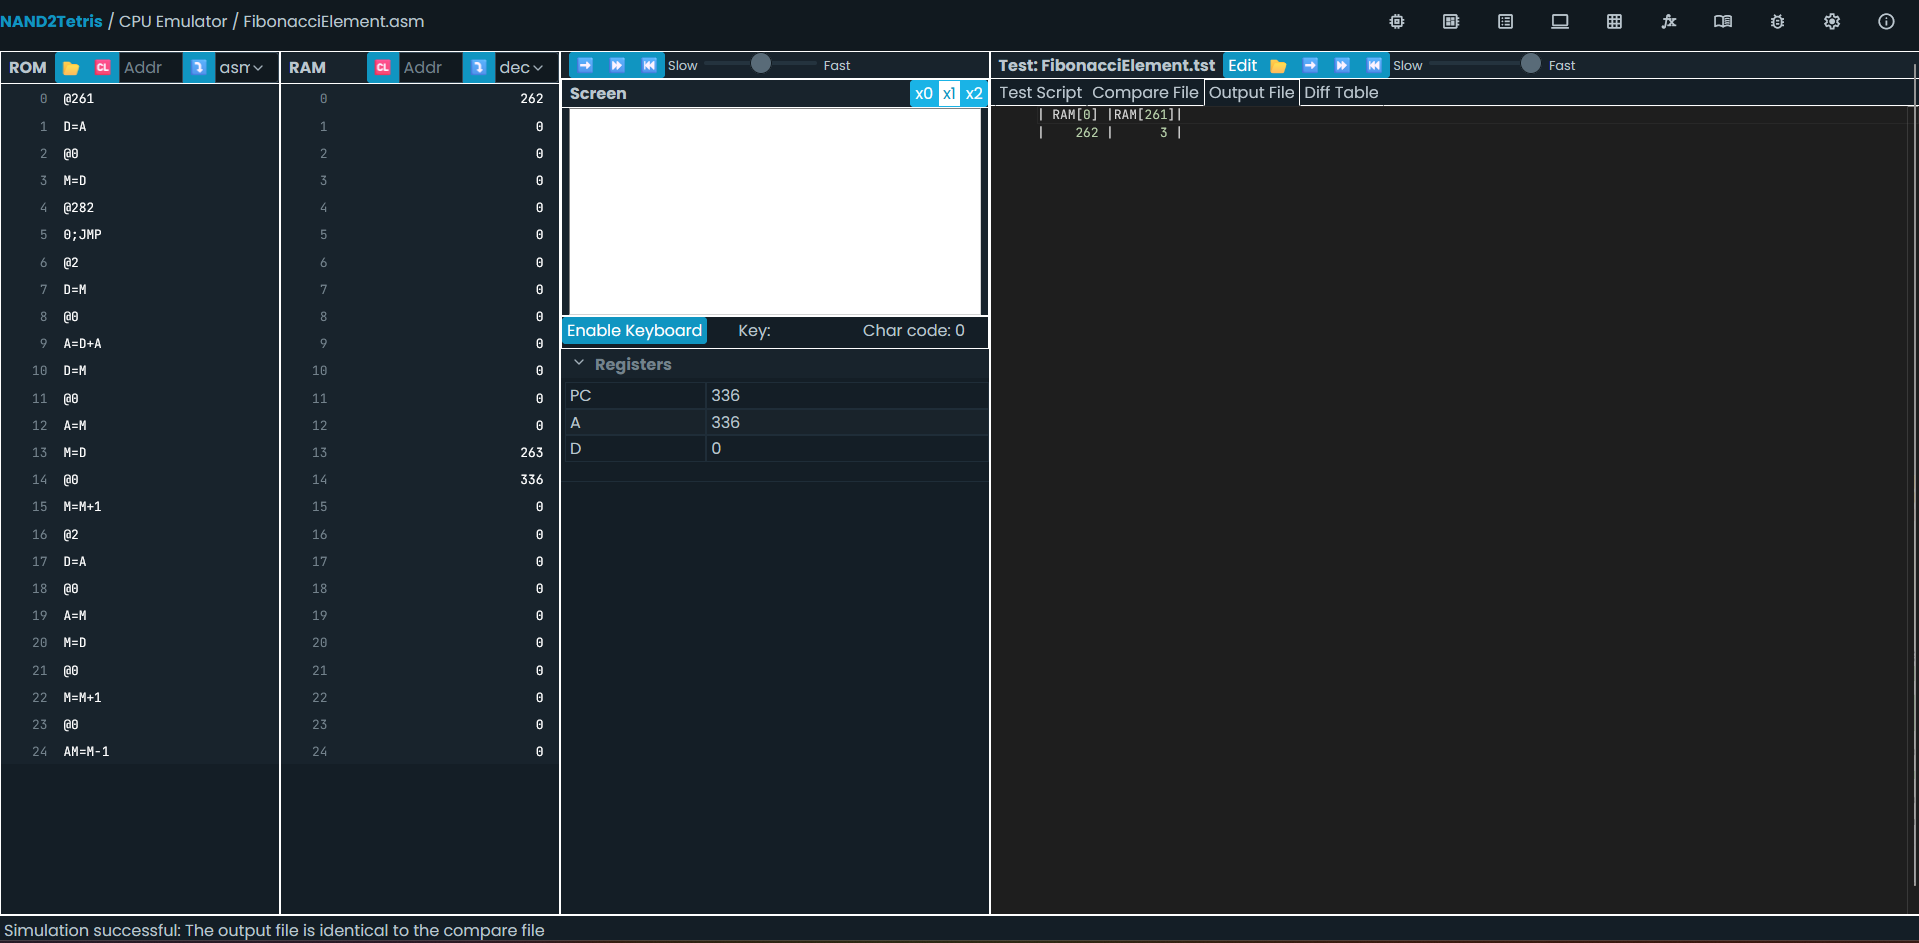 NAND2Tetris / CPU Emulator / FibonacciElement.asm
ROM CL Addr asm
0 @261
1 D=A
2 @0
3 M=D
4 @282
5 0;JMP
6 @2
7 D=M
8 @0
9 A=D+A
10 D=M
11 @0
12 A=M
13 M=D
14 @0
15 M=M+1
16 @2
17 D=A
18 @0
19 A=M
20 M=D
21 @0
22 M=M+1
23 @0
24 AM=M-1
RAM CL Addr dec
0 262
1 0
2 0
3 0
4 0
5 0
6 0
7 0
8 0
9 0
10 0
11 0
12 0
13 263
14 336
15 0
16 0
17 0
18 0
19 0
20 0
21 0
22 0
23 0
24 0
Slow Fast
Screen x0 x1 x2
Enable Keyboard Key: Char code: 0
Registers
PC 336
A 336
D 0
Test: FibonacciElement.tst Edit Slow Fast
Test Script Compare File Output File Diff Table
| RAM[0] |RAM[261]|
| 262 | 3 |
Simulation successful: The output file is identical to the compare file